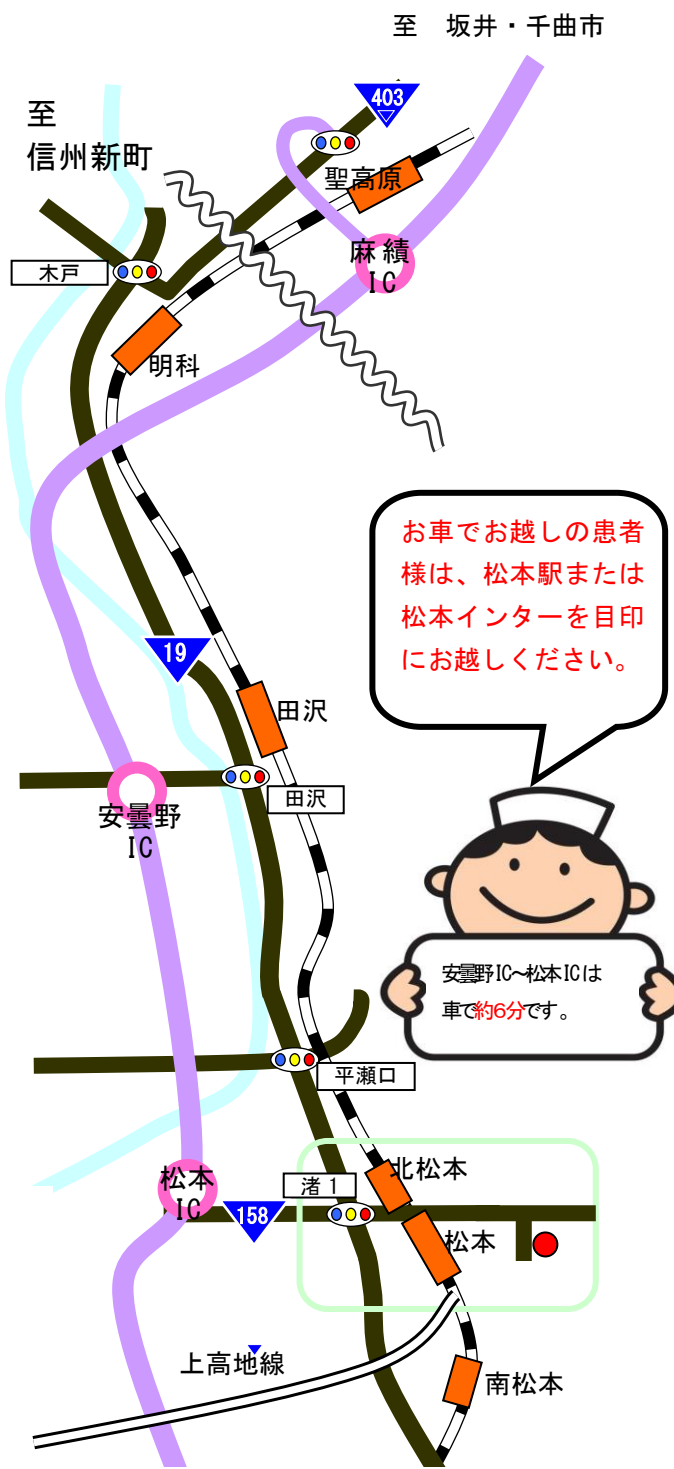 至　坂井・千曲市
403
至
信州新町
聖高原
木戸
麻績
IC
明科
お車でお越しの患者
様は、松本駅または
松本インターを目印
にお越しください。
19
田沢
田沢
安曇野
IC
安曇野IC~松本ICは
車で約6分です。
平瀬口
北松本
松本
IC
渚１
158
松本
上高地線
南松本